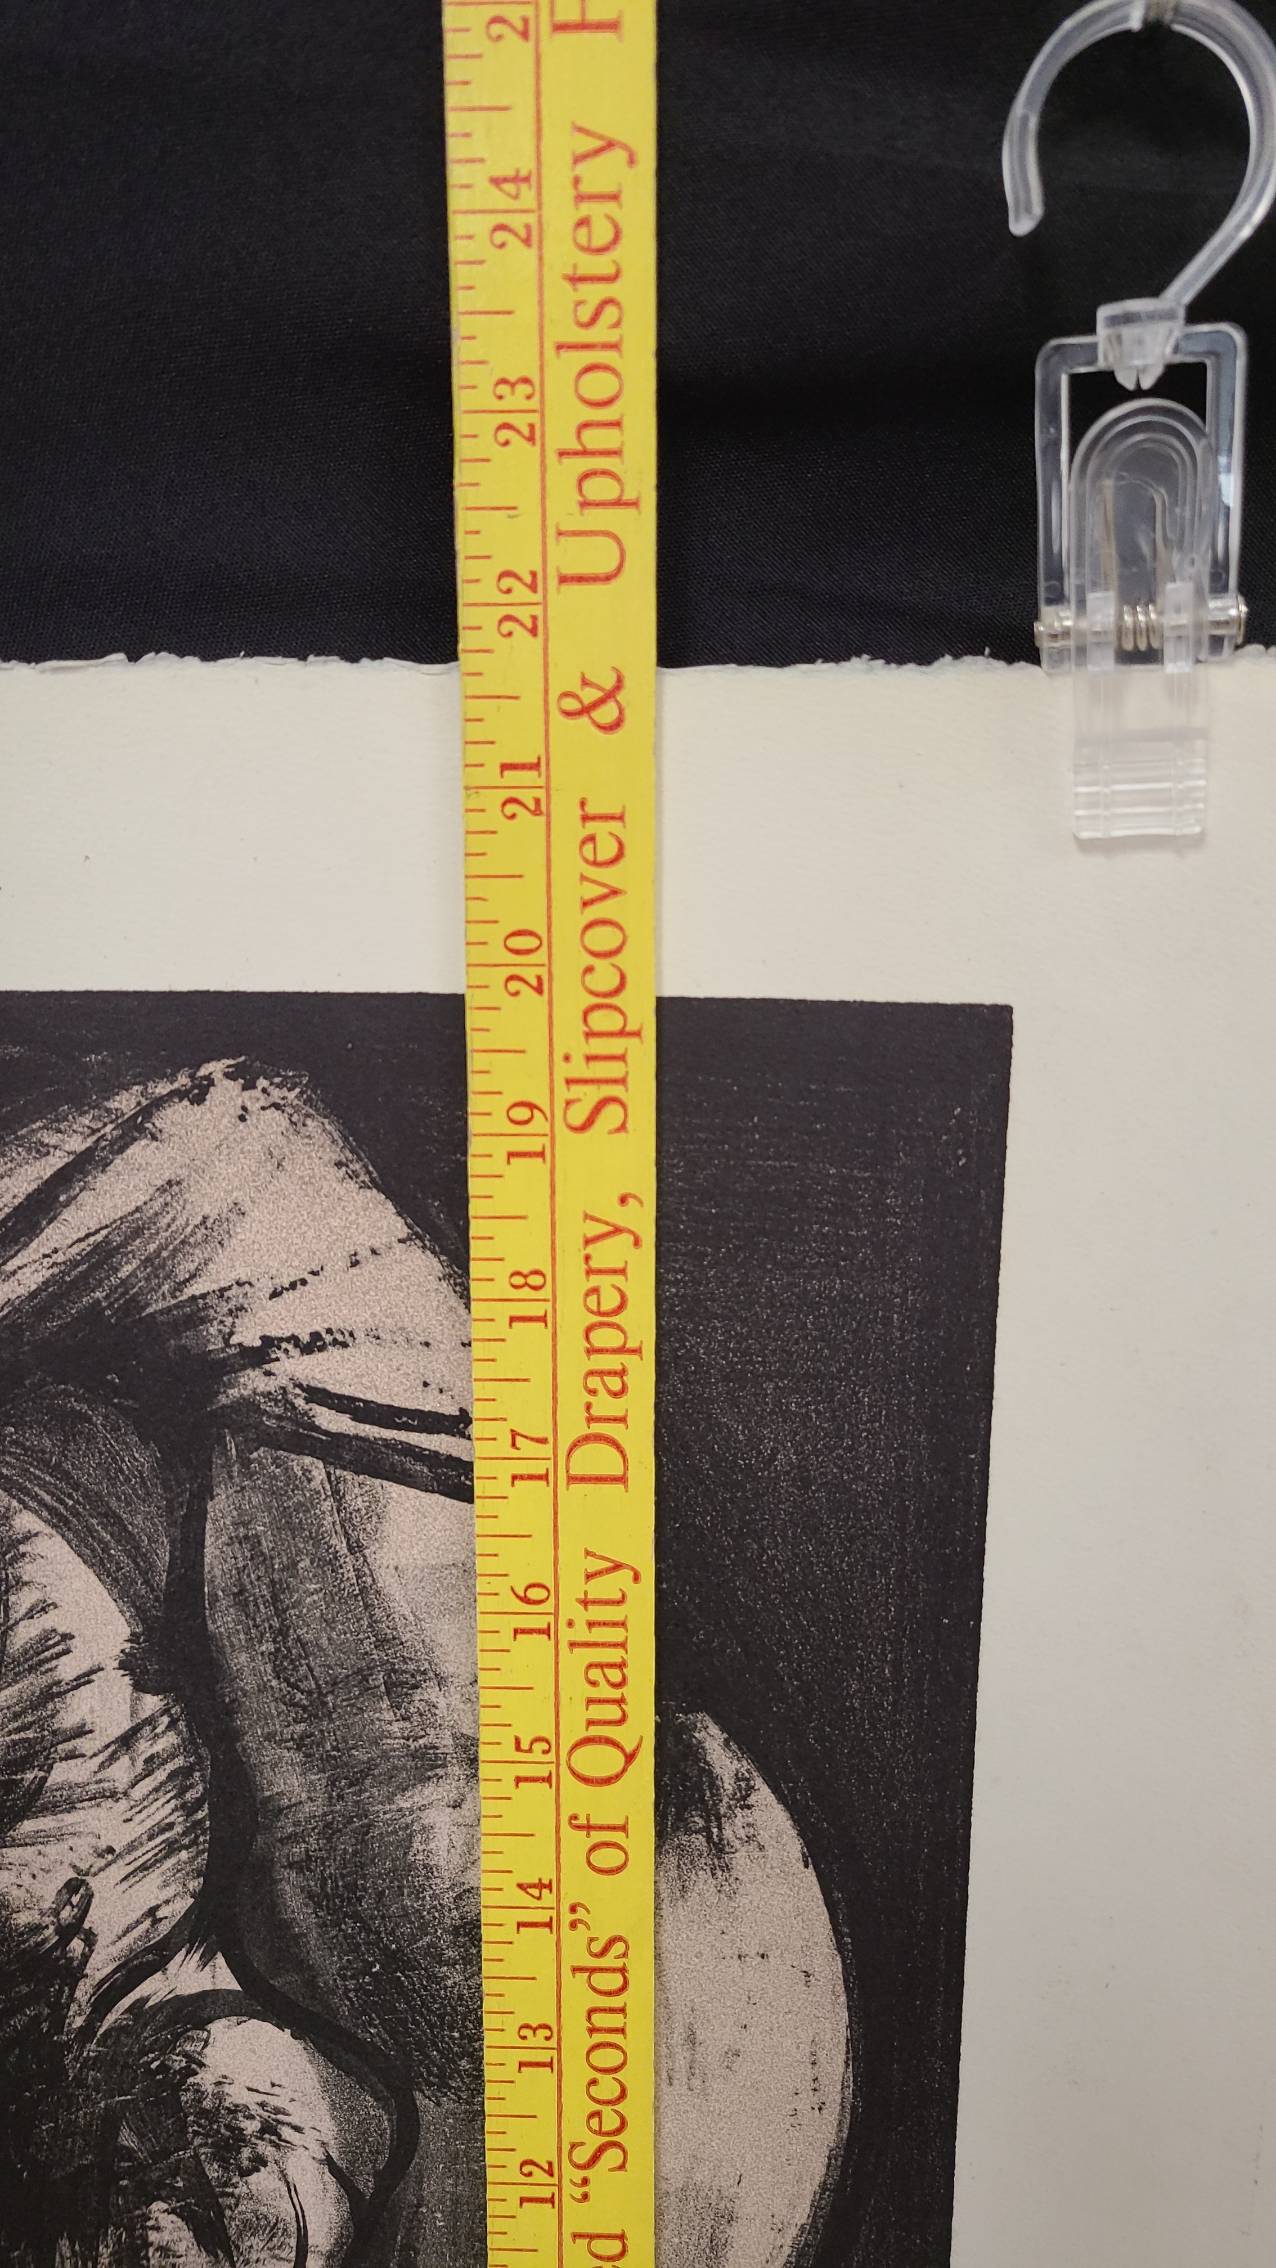 d “Seconds” of Quality Drapery, Slipcover & Upholstery
12 13 14 15 16 17 18 19 20 21 22 23 24 2